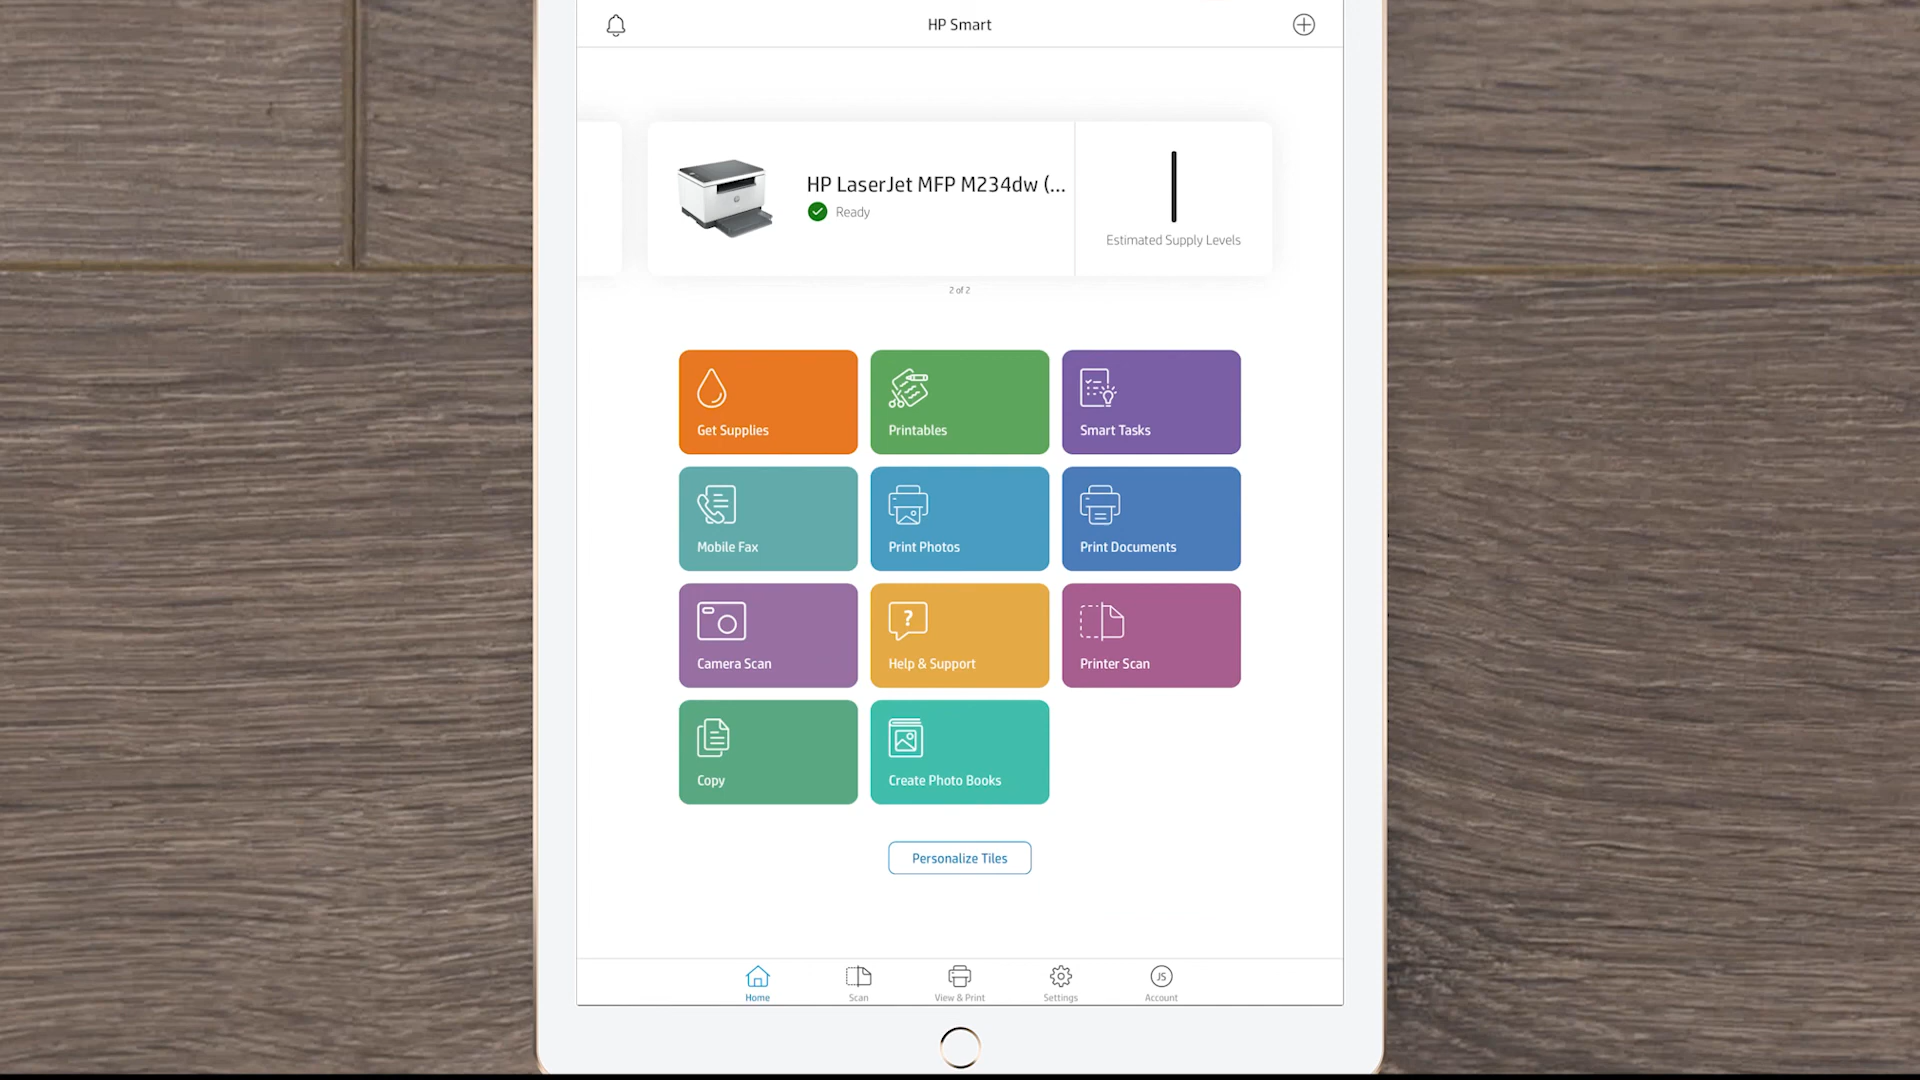 HP Smart
HP LaserJet MFP M234dw (...
Ready
Estimated Supply Levels
2 of 2
Get Supplies
Printables
Smart Tasks
Mobile Fax
Print Photos
Print Documents
Camera Scan
?
Help & Support
Printer Scan
Copy
Create Photo Books
Personalize Tiles
JS
Home
Scan
View & Print
Settings
Account